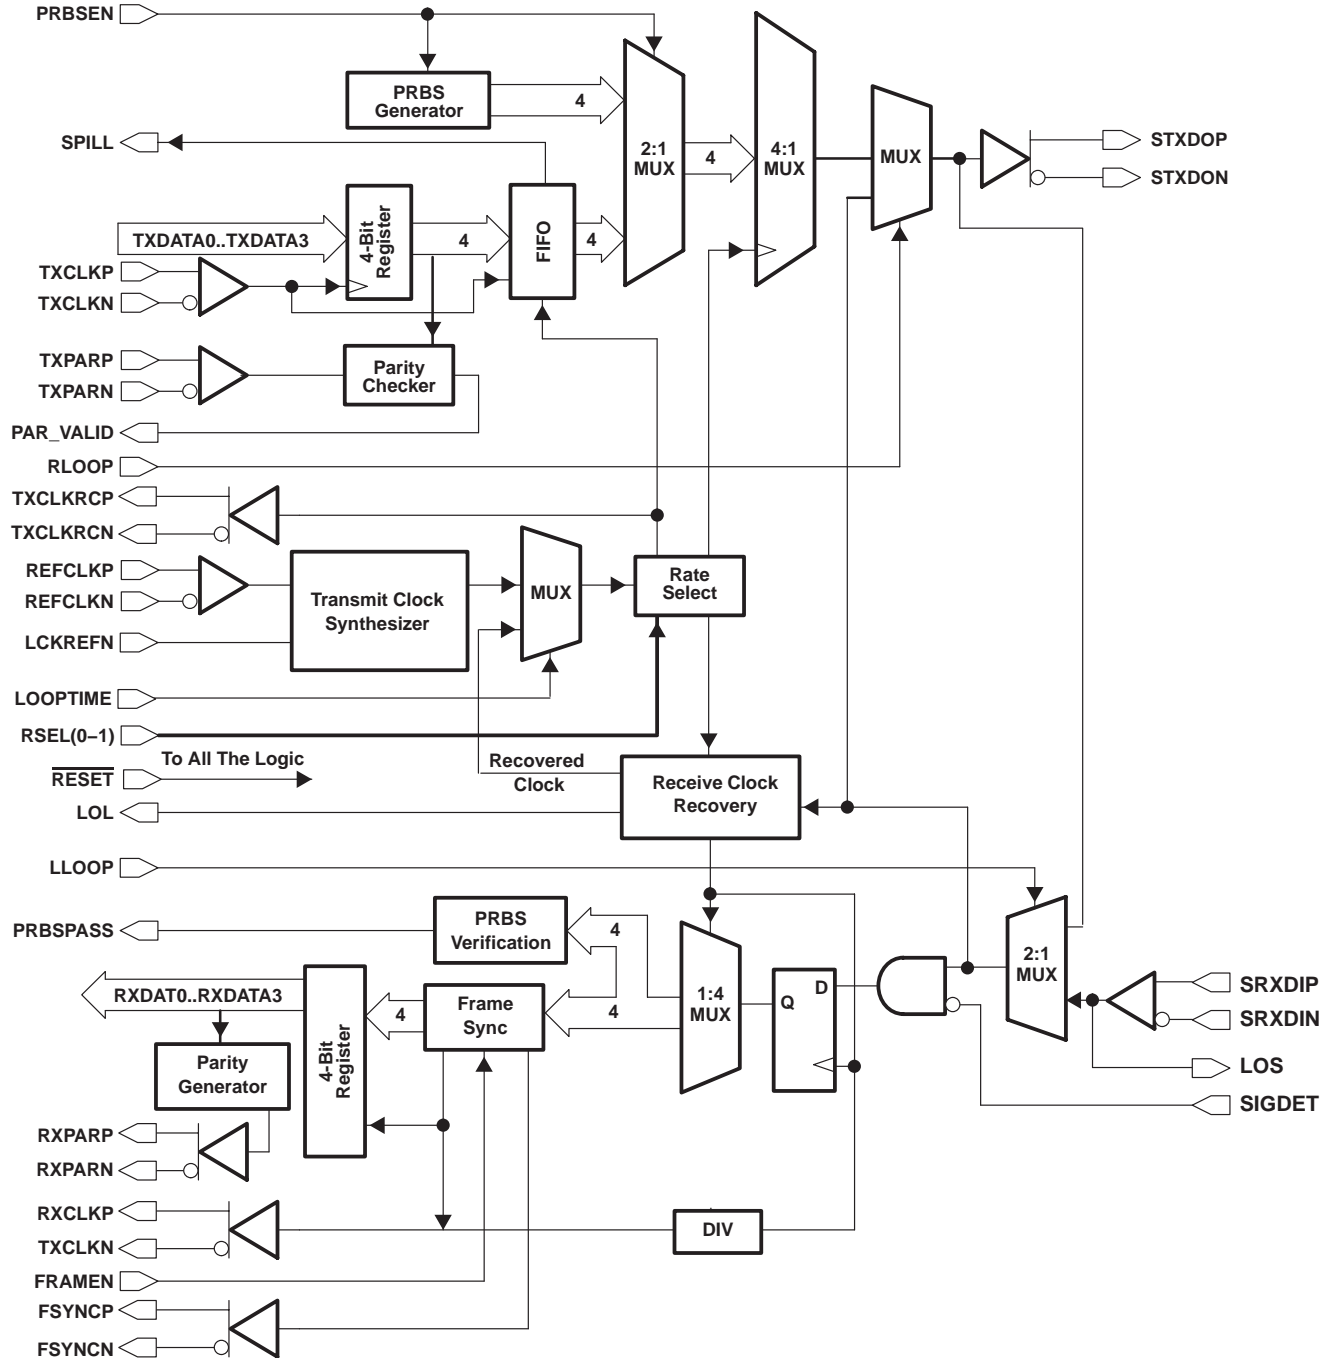 PRBSEN
PRBS
Generator
4
SPILL
2:1
MUX
4
4:1
MUX
MUX
STXDOP
STXDON
TXDATA0..TXDATA3
4-Bit
Register
4
FIFO
4
TXCLKP
TXCLKN
TXPARP
TXPARN
Parity
Checker
PAR_VALID
RLOOP
TXCLKRCP
TXCLKRCN
REFCLKP
REFCLKN
Transmit Clock
Synthesizer
MUX
Rate
Select
LCKREFN
LOOPTIME
RSEL(0–1)
RESET
To All The Logic
Recovered
Clock
Receive Clock
Recovery
LOL
LLOOP
PRBSPASS
PRBS
Verification
4
RXDAT0..RXDATA3
4-Bit
Register
4
Frame
Sync
4
1:4
MUX
Q
D
2:1
MUX
SRXDIP
SRXDIN
LOS
SIGDET
Parity
Generator
RXPARP
RXPARN
RXCLKP
TXCLKN
DIV
FRAMEN
FSYNCP
FSYNCN